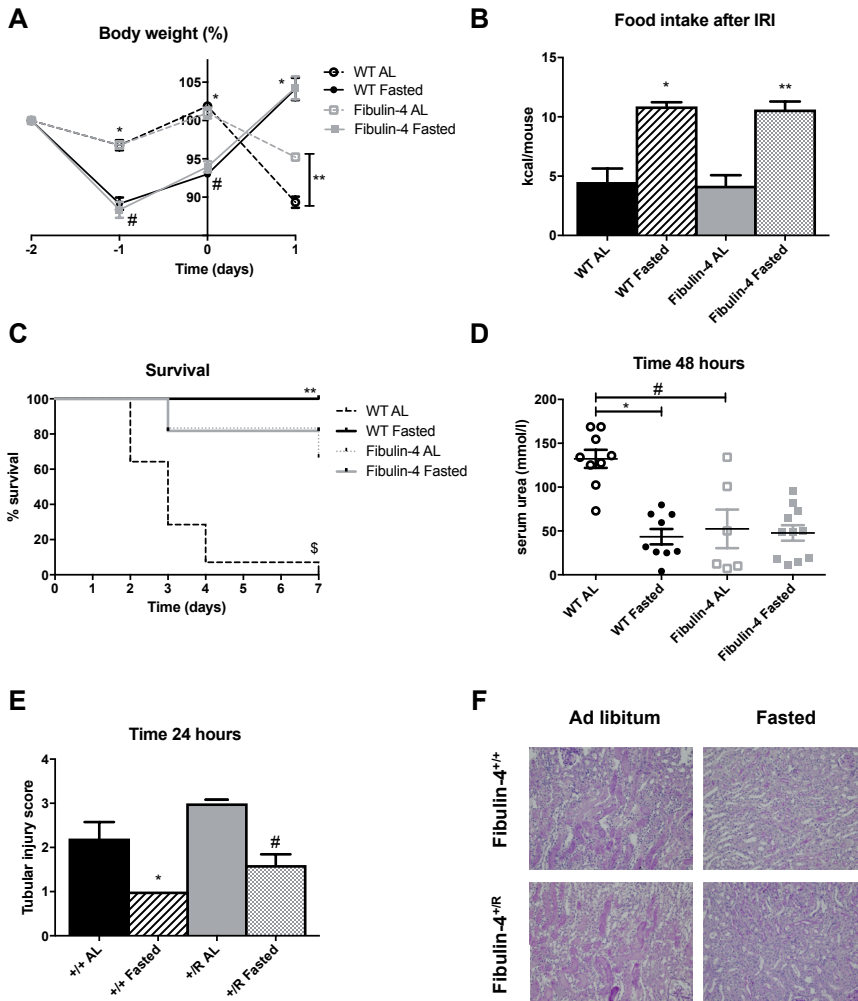 A
Body weight (%)
105
100
95
90
-2
-1
0
1
Time (days)
*
*
*
#
#
**
WT AL
WT Fasted
Fibulin-4 AL
Fibulin-4 Fasted
B
Food intake after IRI
kcal/mouse
15
10
5
0
*
**
WT AL
WT Fasted
Fibulin-4 AL
Fibulin-4 Fasted
C
Survival
% survival
100
80
60
40
20
0
0 1 2 3 4 5 6 7
Time (days)
**
$
WT AL
WT Fasted
Fibulin-4 AL
Fibulin-4 Fasted
D
Time 48 hours
serum urea (mmol/l)
200
150
100
50
0
#
*
WT AL
WT Fasted
Fibulin-4 AL
Fibulin-4 Fasted
E
Time 24 hours
Tubular injury score
4
3
2
1
0
*
#
+/+ AL
+/+ Fasted
+/R AL
+/R Fasted
F
Ad libitum
Fasted
Fibulin-4+/+
Fibulin-4+/R